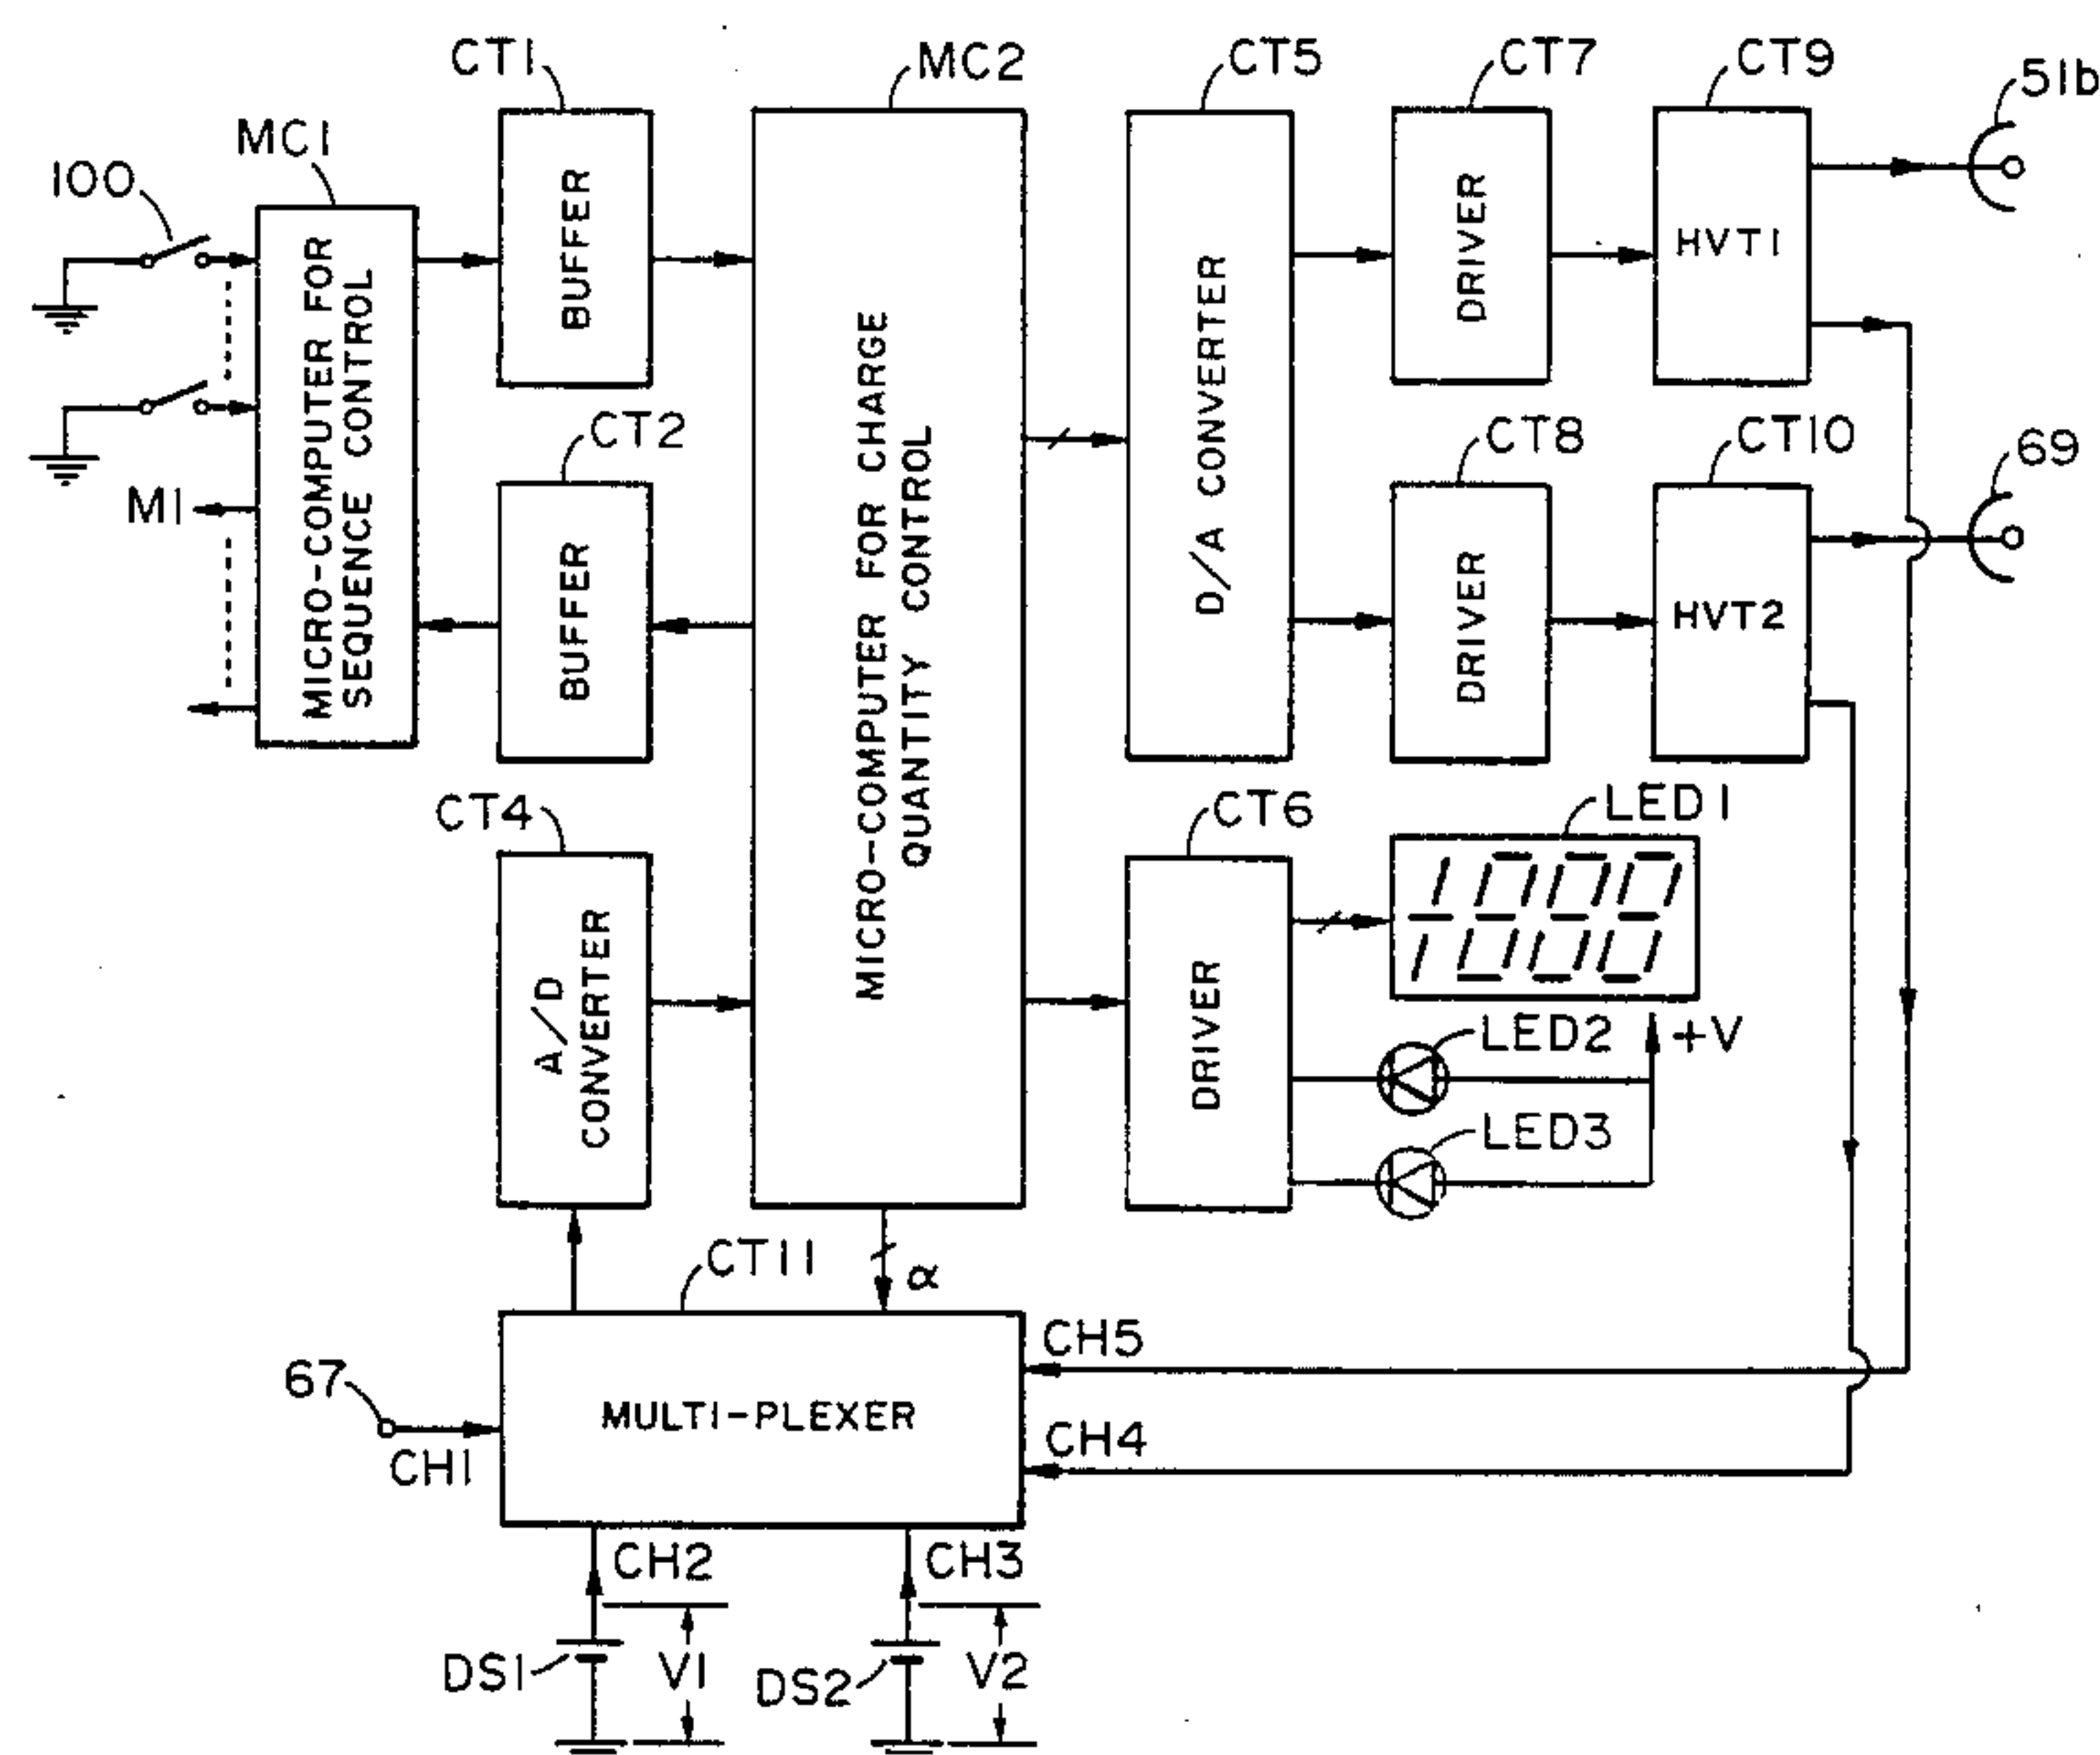 CT1
MC2
CT5
CT7
CT9
51b
MC1
100
BUFFER
DRIVER
HVT1
MICRO-COMPUTER FOR
SEQUENCE CONTROL
MICRO-COMPUTER FOR CHARGE
QUANTITY CONTROL
D/A CONVERTER
CT2
CT8
CT10
69
M1
BUFFER
DRIVER
HVT2
CT4
CT6
LED1
A/D
CONVERTER
DRIVER
1888
LED2
+V
LED3
CT11
α
CH5
67
MULTI-PLEXER
CH1
CH4
CH2
CH3
DS1
V1
DS2
V2